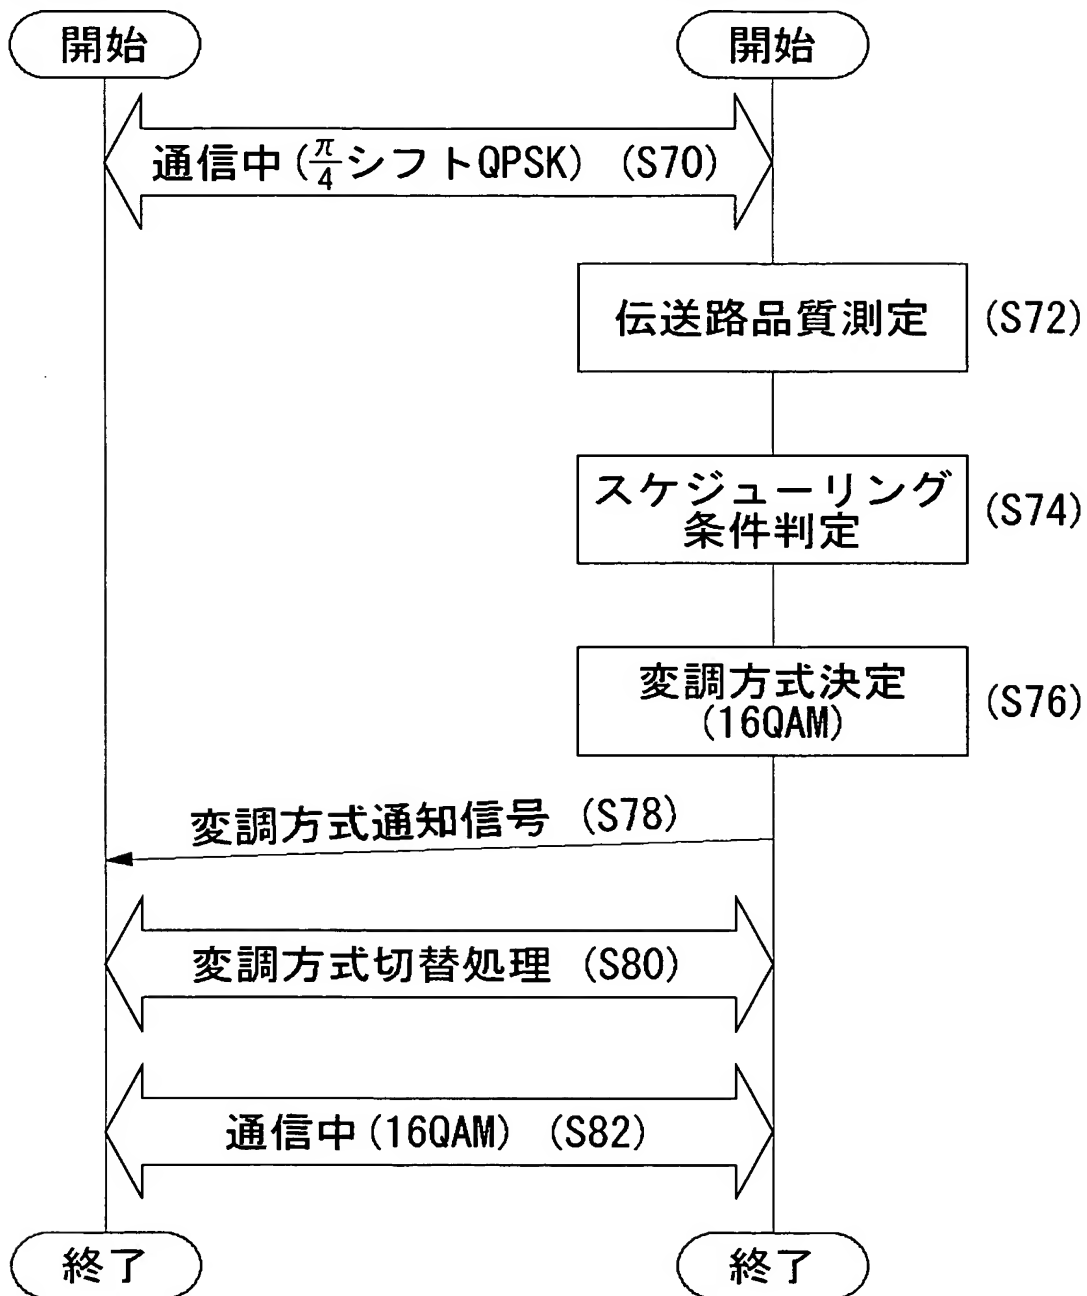 開始
開始
通信中(π/4シフトQPSK) (S70)
伝送路品質測定
(S72)
スケジューリング
条件判定
(S74)
変調方式決定
(16QAM)
(S76)
変調方式通知信号 (S78)
変調方式切替処理 (S80)
通信中(16QAM) (S82)
終了
終了